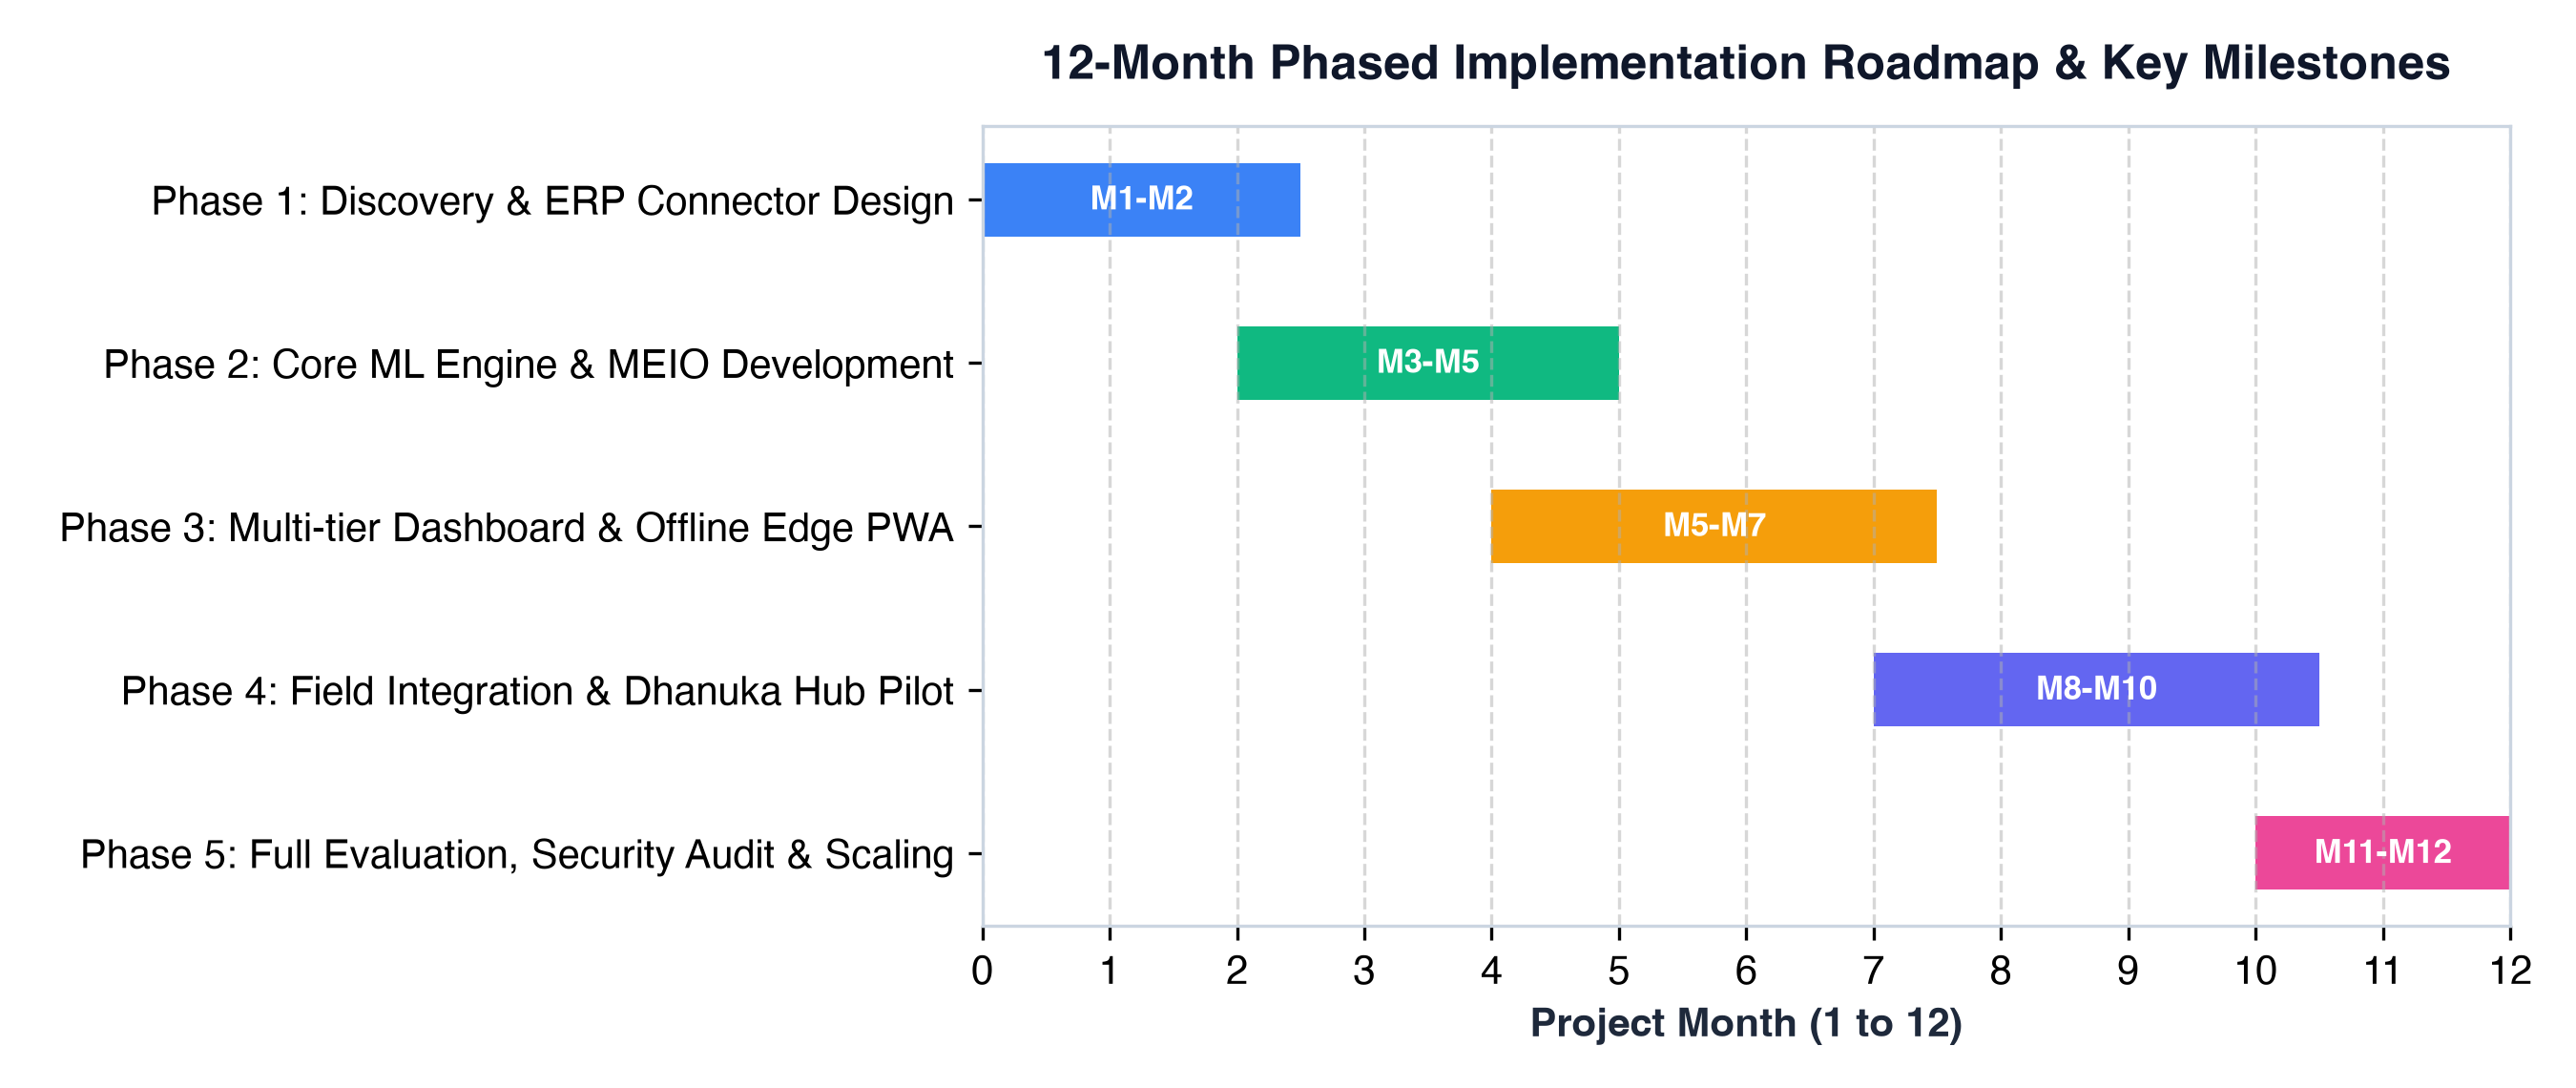 12-Month Phased Implementation Roadmap & Key Milestones
Phase 1: Discovery & ERP Connector Design
M1-M2
Phase 2: Core ML Engine & MEIO Development
M3-M5
Phase 3: Multi-tier Dashboard & Offline Edge PWA
M5-M7
Phase 4: Field Integration & Dhanuka Hub Pilot
M8-M10
Phase 5: Full Evaluation, Security Audit & Scaling
M11-M12
0 1 2 3 4 5 6 7 8 9 10 11 12
Project Month (1 to 12)